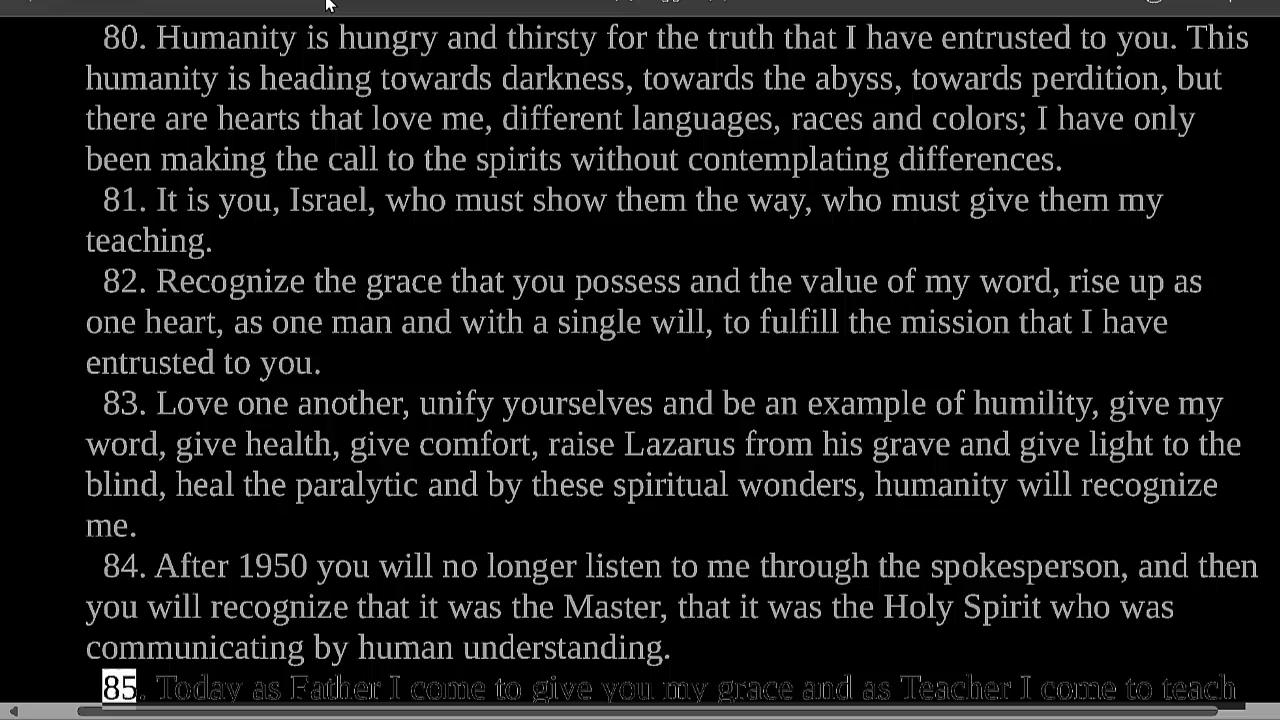 80. Humanity is hungry and thirsty for the truth that I have entrusted to you. This
humanity is heading towards darkness, towards the abyss, towards perdition, but
there are hearts that love me, different languages, races and colors; I have only
been making the call to the spirits without contemplating differences.
81. It is you, Israel, who must show them the way, who must give them my
teaching.
82. Recognize the grace that you possess and the value of my word, rise up as
one heart, as one man and with a single will, to fulfill the mission that I have
entrusted to you.
83. Love one another, unify yourselves and be an example of humility, give my
word, give health, give comfort, raise Lazarus from his grave and give light to the
blind, heal the paralytic and by these spiritual wonders, humanity will recognize
me.
84. After 1950 you will no longer listen to me through the spokesperson, and then
you will recognize that it was the Master, that it was the Holy Spirit who was
communicating by human understanding.
85. Today as Father I come to give you my grace and as Teacher I come to teach